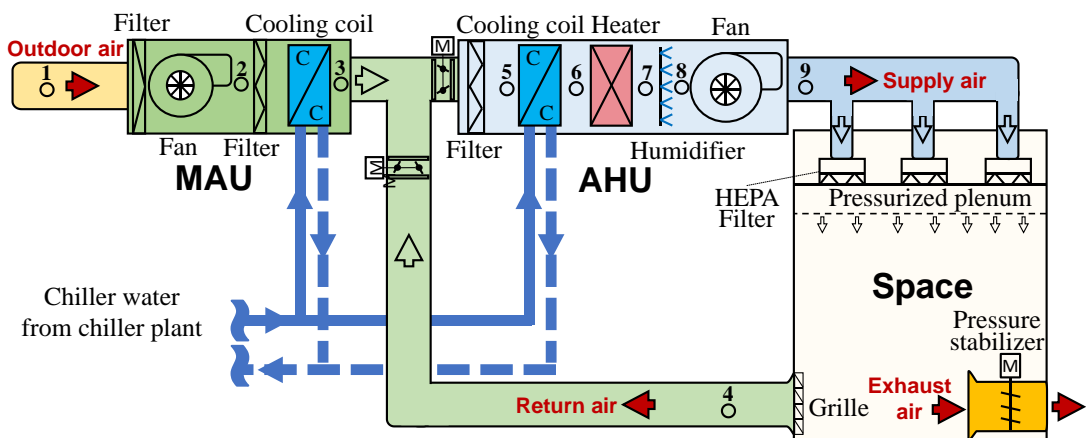 Filter
Cooling coil
Cooling coil Heater
Fan
Outdoor air
M
1
2
C
C
3
5
C
C
6
7
8
9
Supply air
Fan
Filter
MAU
Filter
AHU
Humidifier
M
HEPA
Filter
Pressurized plenum
Space
Chiller water
from chiller plant
Pressure
stabilizer
M
Return air
4
Grille
Exhaust
air